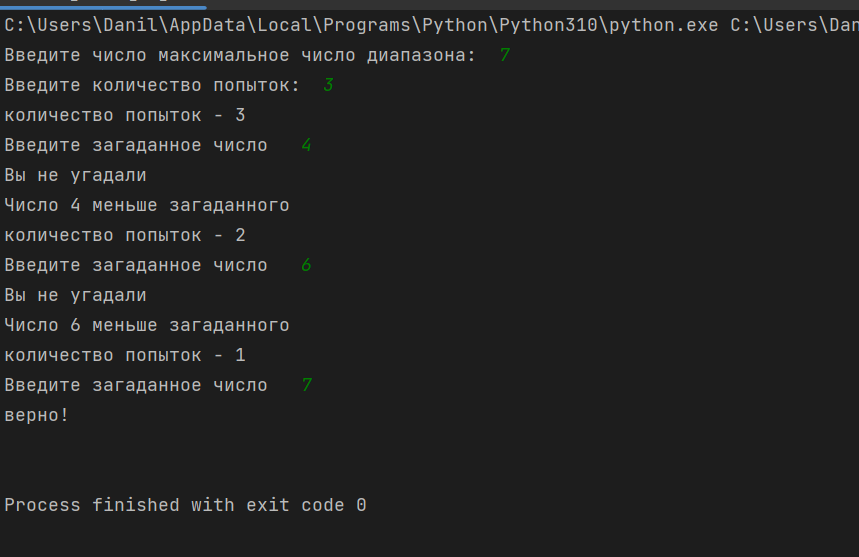 C:\Users\Danil\AppData\Local\Programs\Python\Python310\python.exe C:\Users\Dan
Введите число максимальное число диапазона:  7
Введите количество попыток:  3
количество попыток - 3
Введите загаданное число   4
Вы не угадали
Число 4 меньше загаданного
количество попыток - 2
Введите загаданное число   6
Вы не угадали
Число 6 меньше загаданного
количество попыток - 1
Введите загаданное число   7
верно!
Process finished with exit code 0